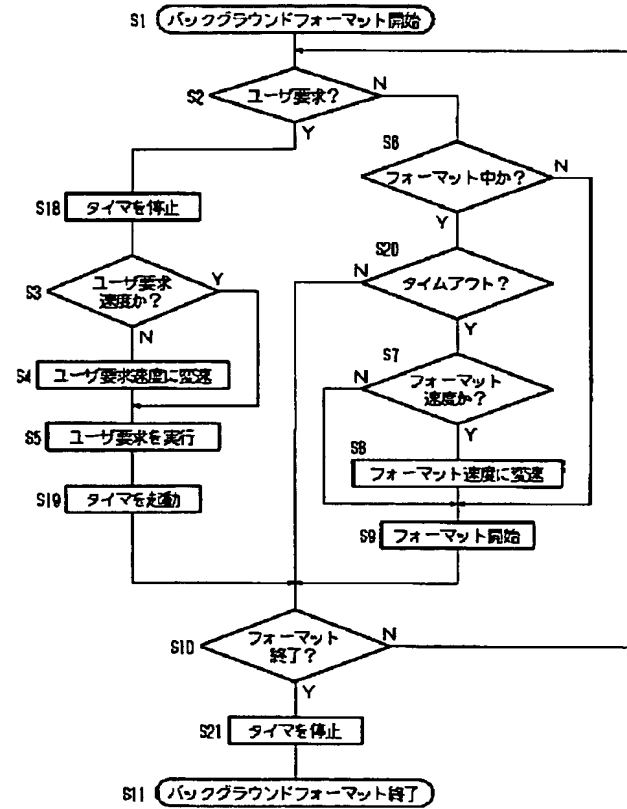 S1 バックグラウンドフォーマット開始
S2 ユーザ要求?
N
Y
S6
フォーマット中か?
N
Y
S18 タイマを停止
S20
タイムアウト?
N
Y
S3 ユーザ要求
速度か?
Y
N
S7
フォーマット
速度か?
N
Y
S4 ユーザ要求速度に変速
S5 ユーザ要求を実行
S8
フォーマット速度に変速
S19 タイマを起動
S9 フォーマット開始
S10 フォーマット
終了?
N
Y
S21 タイマを停止
S11 バックグラウンドフォーマット終了